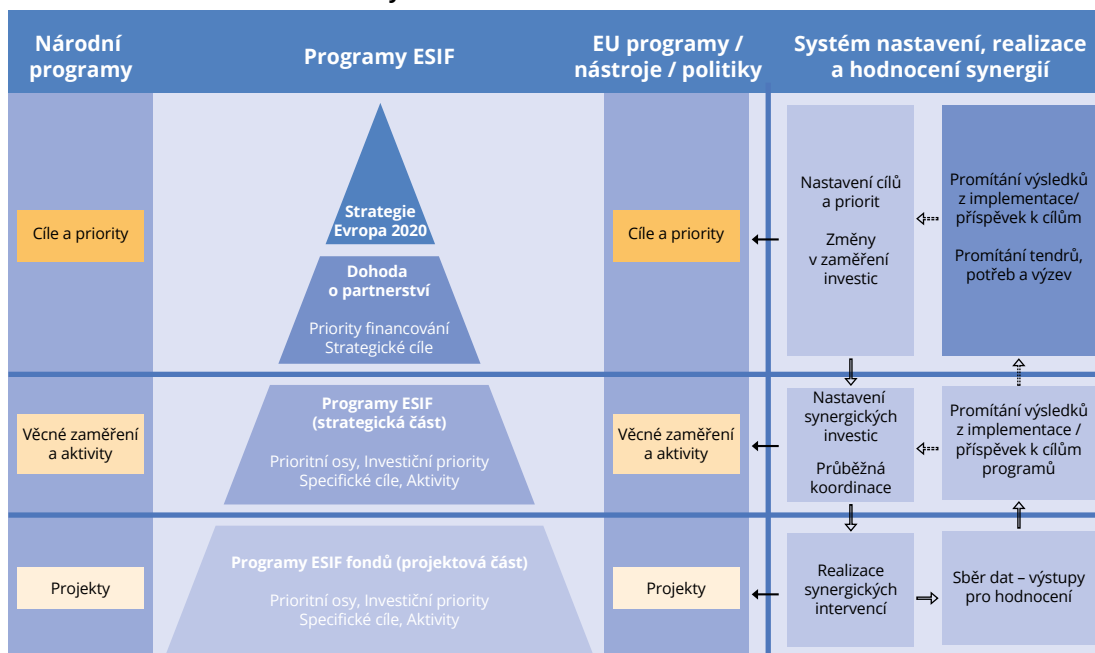 Národní
programy
Programy ESIF
EU programy /
nástroje / politiky
Systém nastavení, realizace
a hodnocení synergií
Cíle a priority
Strategie
Evropa 2020
Dohoda
o partnerství
Priority financování
Strategické cíle
Cíle a priority
Nastavení cílů
a priorit
Změny
v zaměření
investic
Promítání výsledků
z implementace/
příspěvek k cílům
Promítání tendrů,
potřeb a výzev
Věcné zaměření
a aktivity
Programy ESIF
(strategická část)
Prioritní osy, Investiční priority
Specifické cíle, Aktivity
Věcné zaměření
a aktivity
Nastavení
synergických
investic
Průběžná
koordinace
Promítání výsledků
z implementace /
příspěvek k cílům
programů
Projekty
Programy ESIF fondů (projektová část)
Prioritní osy, Investiční priority
Specifické cíle, Aktivity
Projekty
Realizace
synergických
intervencí
Sběr dat – výstupy
pro hodnocení